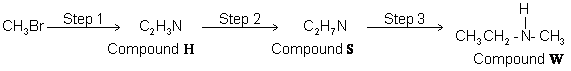 CH₃Br Step 1 C₂H₃N Step 2 C₂H₇N Step 3 CH₃CH₂-N-CH₃
H
Compound H Compound S Compound W